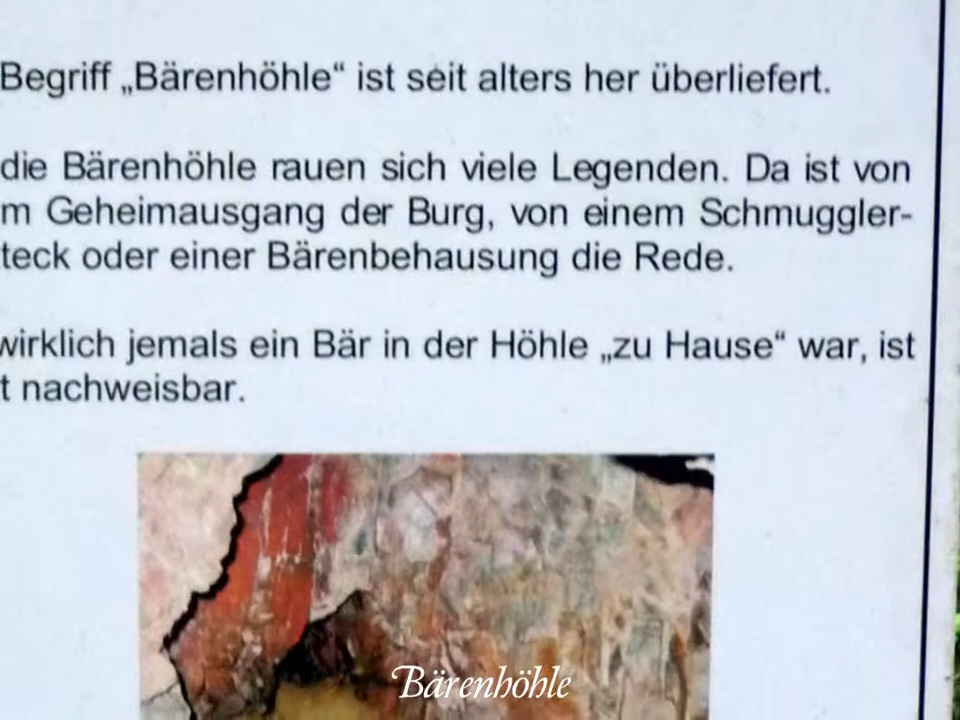 Begriff „Bärenhöhle“ ist seit alters her überliefert.
die Bärenhöhle rauen sich viele Legenden. Da ist von
m Geheimausgang der Burg, von einem Schmuggler-
teck oder einer Bärenbehausung die Rede.
wirklich jemals ein Bär in der Höhle „zu Hause“ war, ist
t nachweisbar.
Bärenhöhle